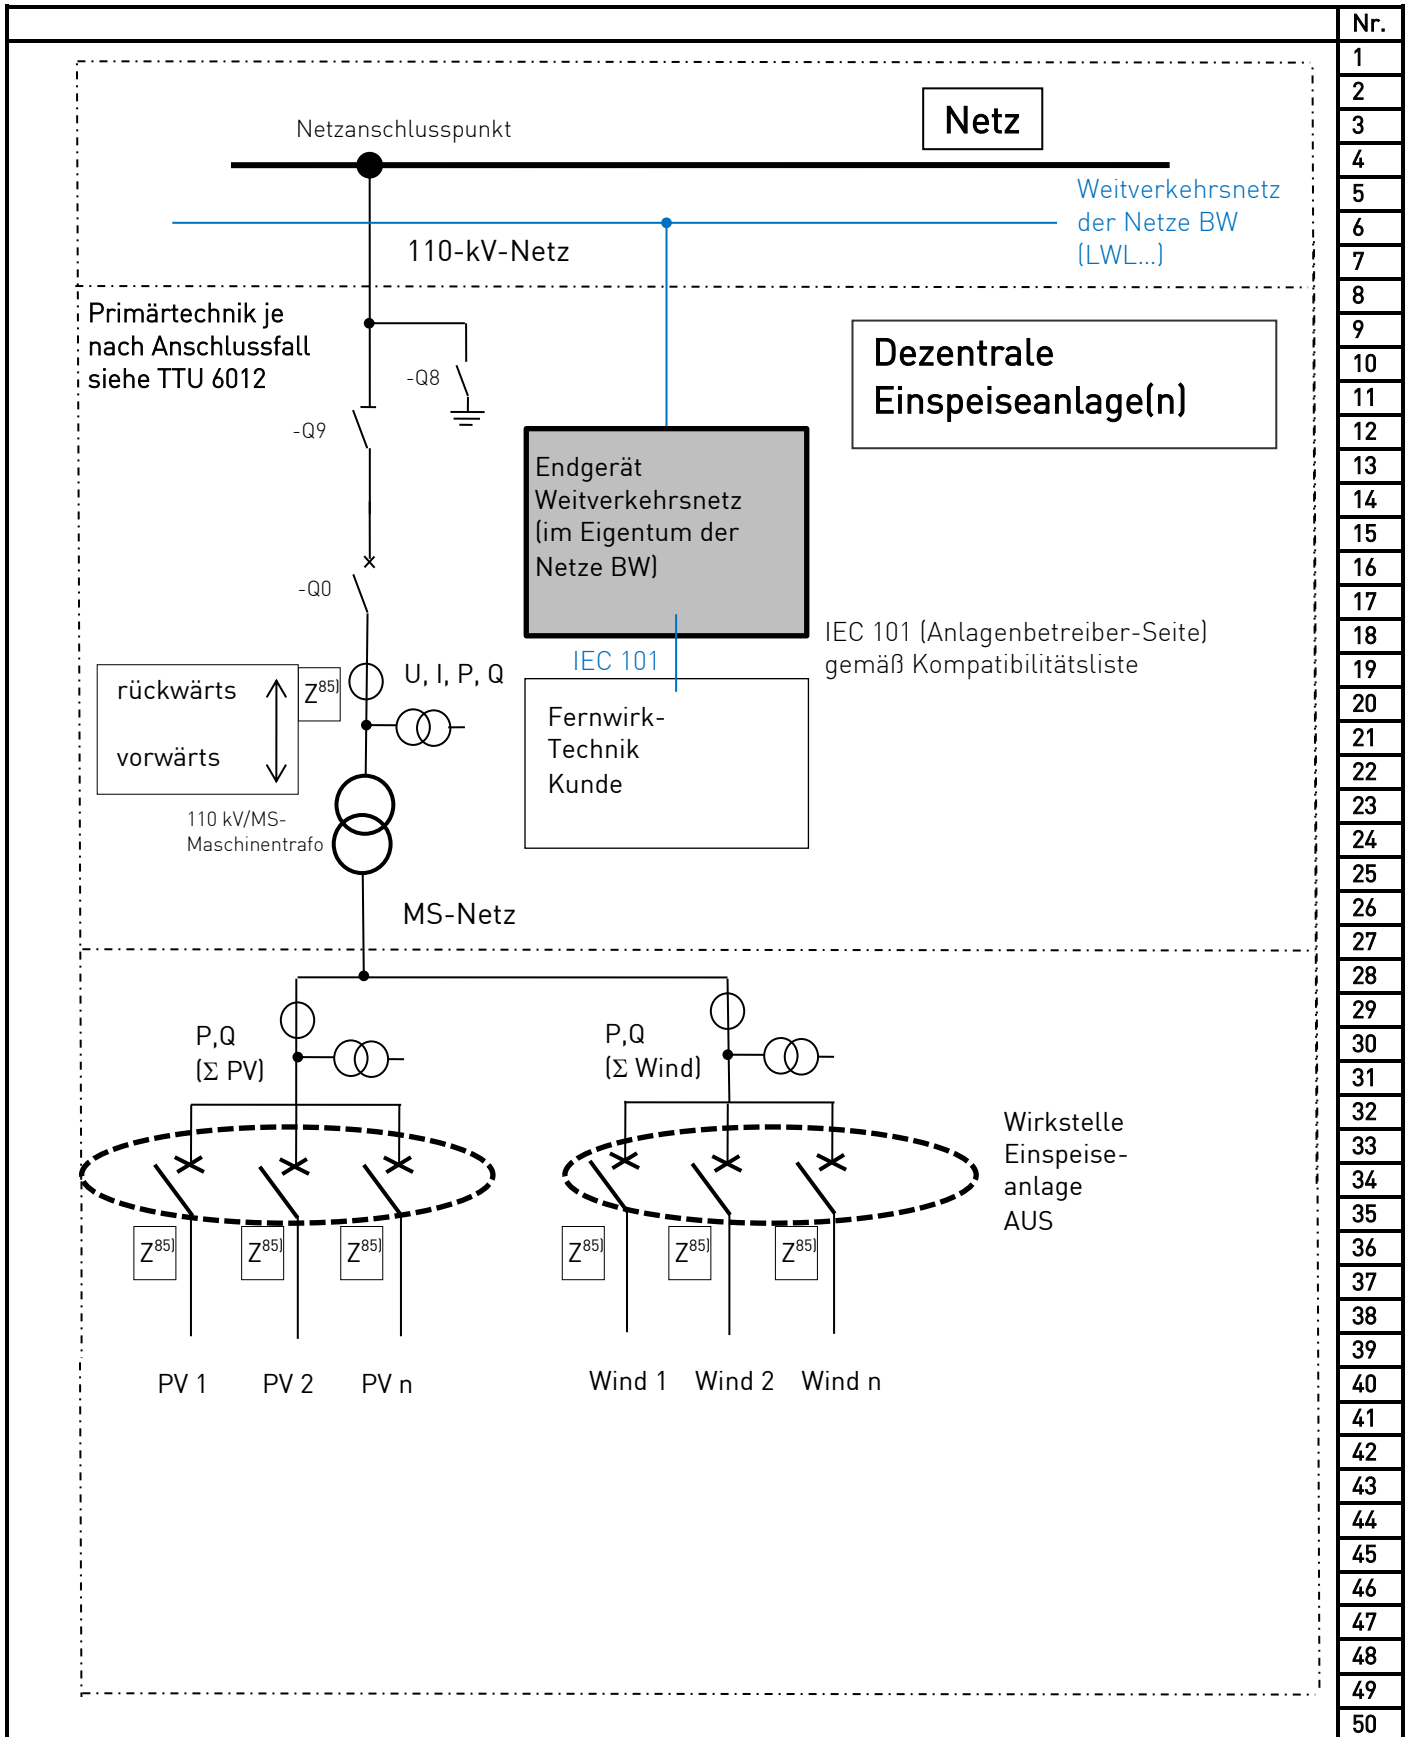 Nr.
1
2
3
4
5
6
7
8
9
10
11
12
13
14
15
16
17
18
19
20
21
22
23
24
25
26
27
28
29
30
31
32
33
34
35
36
37
38
39
40
41
42
43
44
45
46
47
48
49
50
Netz
Netzanschlusspunkt
Weitverkehrsnetz
der Netze BW
(LWL...)
110-kV-Netz
Primärtechnik je
nach Anschlussfall
siehe TTU 6012
Dezentrale
Einspeiseanlage(n)
-Q8
-Q9
Endgerät
Weitverkehrsnetz
(im Eigentum der
Netze BW)
-Q0
IEC 101 (Anlagenbetreiber-Seite)
gemäß Kompatibilitätsliste
IEC 101
rückwärts
vorwärts
Z85)
U, I, P, Q
Fernwirk-
Technik
Kunde
110 kV/MS-
Maschinentrafo
MS-Netz
P,Q
(Σ PV)
P,Q
(Σ Wind)
Wirkstelle
Einspeise-
anlage
AUS
Z85) Z85) Z85) Z85) Z85) Z85)
PV 1 PV 2 PV n Wind 1 Wind 2 Wind n